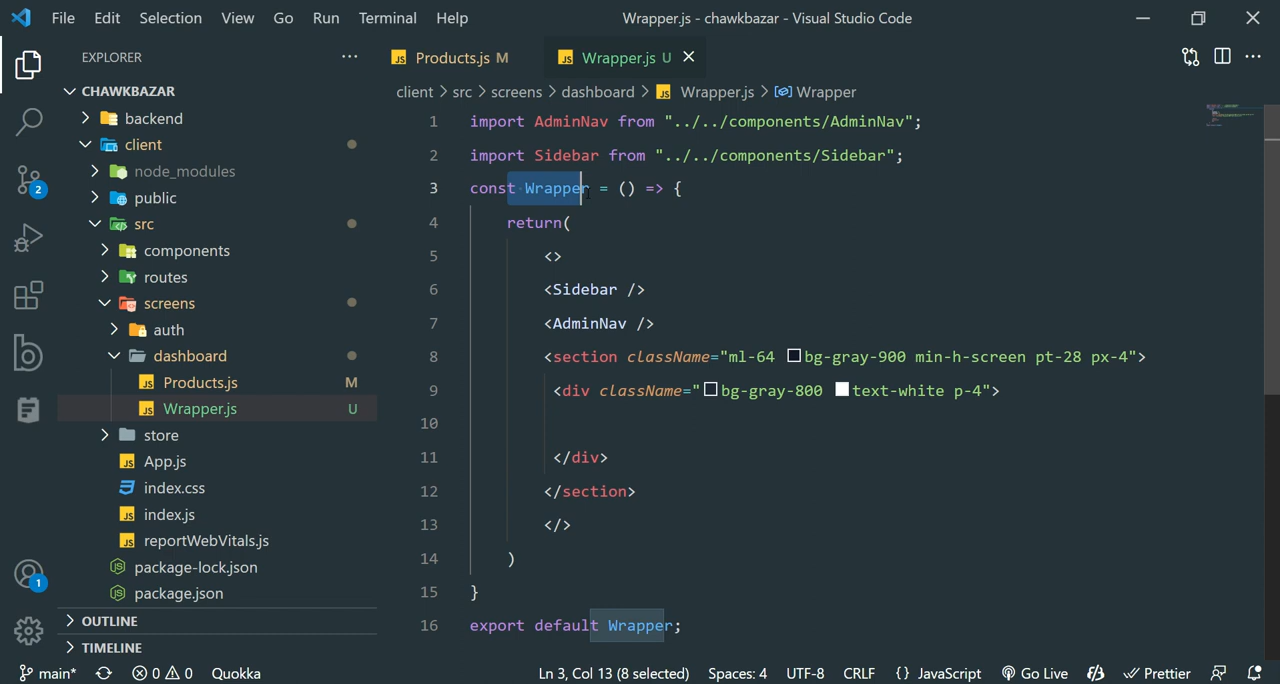 File Edit Selection View Go Run Terminal Help Wrapper.js - chawkbazar - Visual Studio Code
EXPLORER
CHAWKBAZAR
backend
client
node_modules
public
src
components
routes
screens
auth
dashboard
Products.js M
Wrapper.js U
store
App.js
index.css
index.js
reportWebVitals.js
package-lock.json
package.json
OUTLINE
TIMELINE
2
1
Products.js M Wrapper.js U
client > src > screens > dashboard > Wrapper.js > Wrapper
1 import AdminNav from "../../components/AdminNav";
2 import Sidebar from "../../components/Sidebar";
3 const Wrapper = () => {
4 return(
5 <>
6 <Sidebar />
7 <AdminNav />
8 <section className="ml-64 bg-gray-900 min-h-screen pt-28 px-4">
9 <div className="bg-gray-800 text-white p-4">
10
11 </div>
12 </section>
13 </>
14 )
15 }
16 export default Wrapper;
main* 0 0 Quokka Ln 3, Col 13 (8 selected) Spaces: 4 UTF-8 CRLF {} JavaScript Go Live Prettier